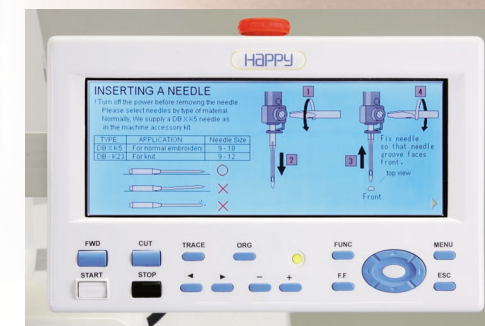 HAPPY
INSERTING A NEEDLE
! Turn off the power before removing the needle
Please select needles by type of material.
Normally, We supply a DB X K5 needle as
in the machine accessory kit
TYPE APPLICATION Needle Size
DB X K5 For normal embroidery 9 - 18
DB - K23 For knit 9 - 12
1
4
2
3
Fix needle
so that needle
groove faces
front.
top view
Front
FWD CUT TRACE ORG FUNC MENU
START STOP F.F ESC